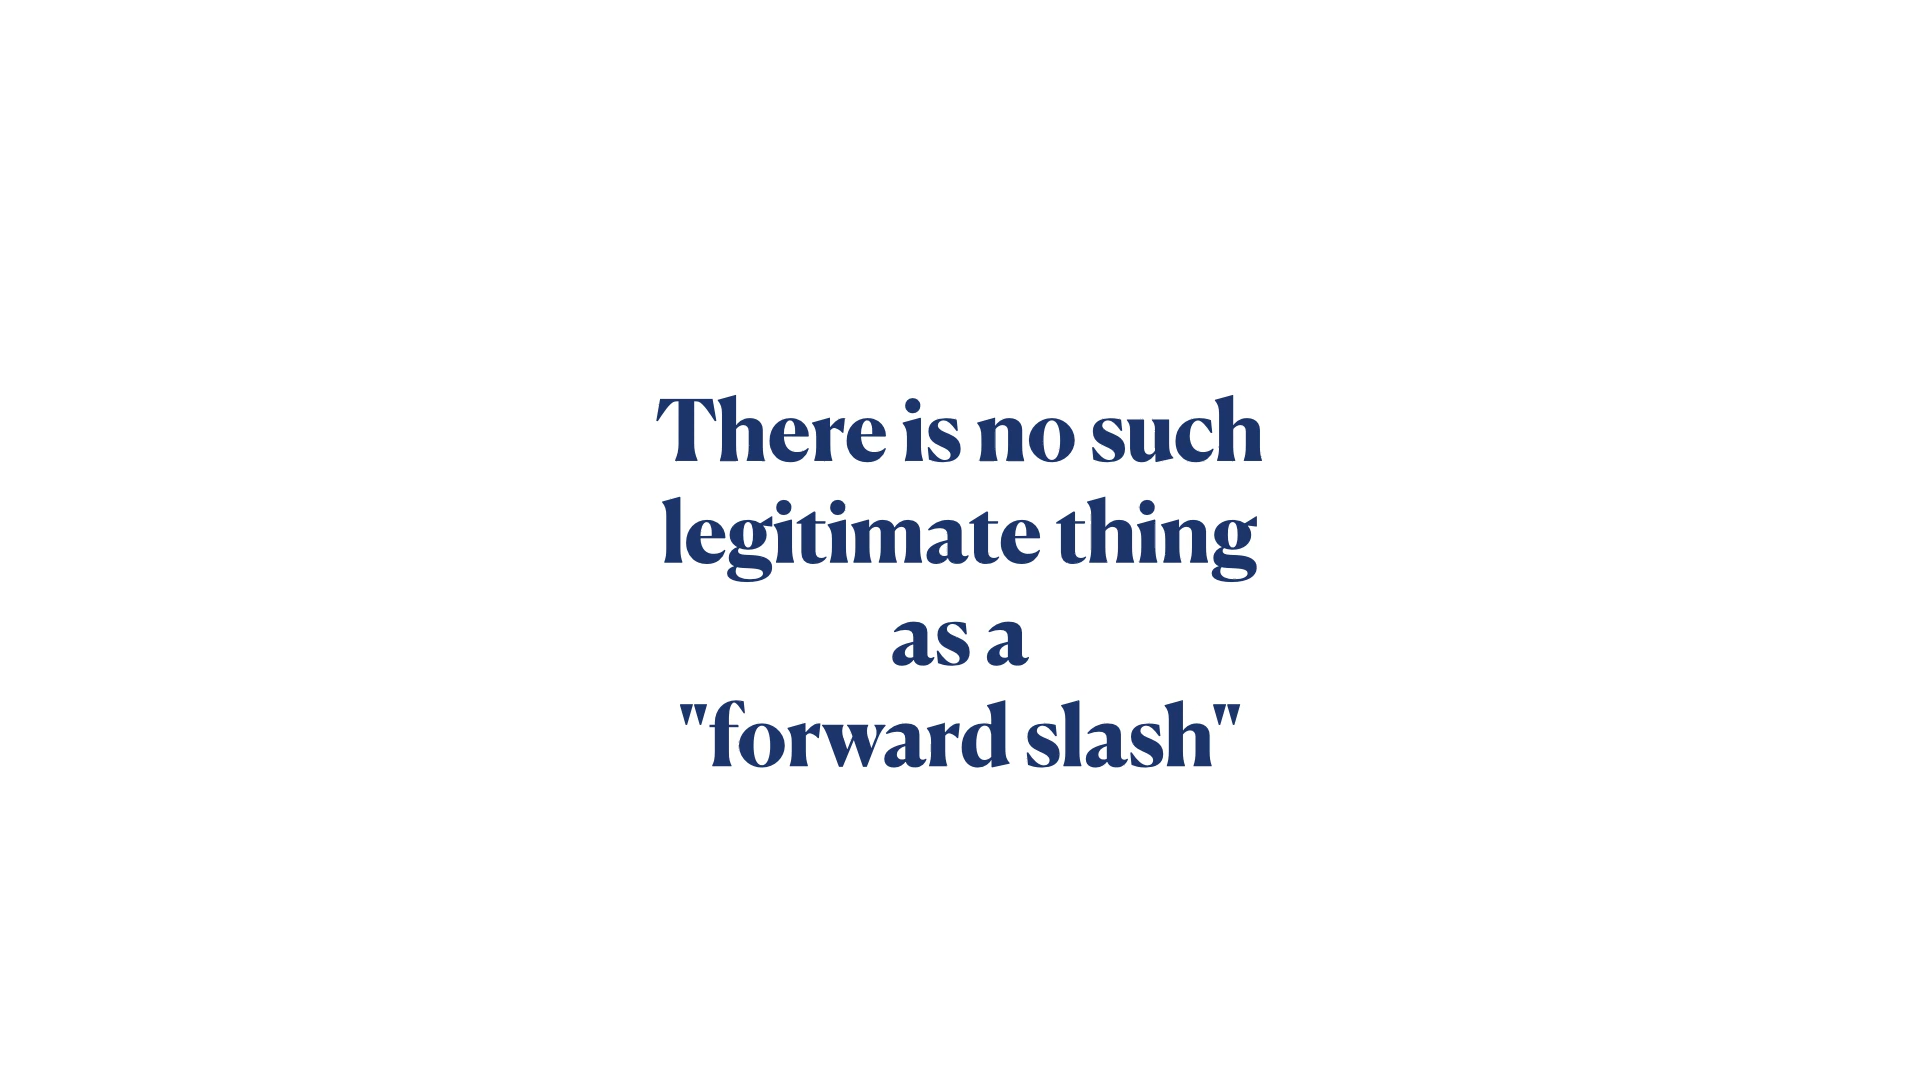 There is no such
legitimate thing
as a
"forward slash"